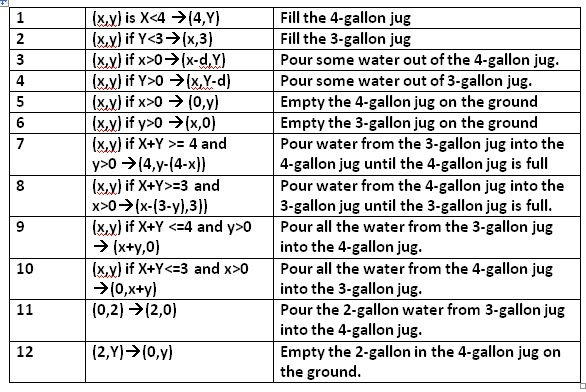 1 (x,y) is X<4 →(4,Y) Fill the 4-gallon jug
2 (x,y) if Y<3→(x,3) Fill the 3-gallon jug
3 (x,y) if x>0→(x-d,Y) Pour some water out of the 4-gallon jug.
4 (x,y) if Y>0 →(x,Y-d) Pour some water out of 3-gallon jug.
5 (x,y) if x>0 → (0,y) Empty the 4-gallon jug on the ground
6 (x,y) if y>0 →(x,0) Empty the 3-gallon jug on the ground
7 (x,y) if X+Y >= 4 and Pour water from the 3-gallon jug into the
y>0 →(4,y-(4-x)) 4-gallon jug until the 4-gallon jug is full
8 (x,y) if X+Y>=3 and Pour water from the 4-gallon jug into the
x>0→(x-(3-y),3)) 3-gallon jug until the 3-gallon jug is full.
9 (x,y) if X+Y <=4 and y>0 Pour all the water from the 3-gallon jug
→ (x+y,0) into the 4-gallon jug.
10 (x,y) if X+Y<=3 and x>0 Pour all the water from the 4-gallon jug
→(0,x+y) into the 3-gallon jug.
11 (0,2) →(2,0) Pour the 2-gallon water from 3-gallon jug
into the 4-gallon jug.
12 (2,Y)→(0,y) Empty the 2-gallon in the 4-gallon jug on
the ground.